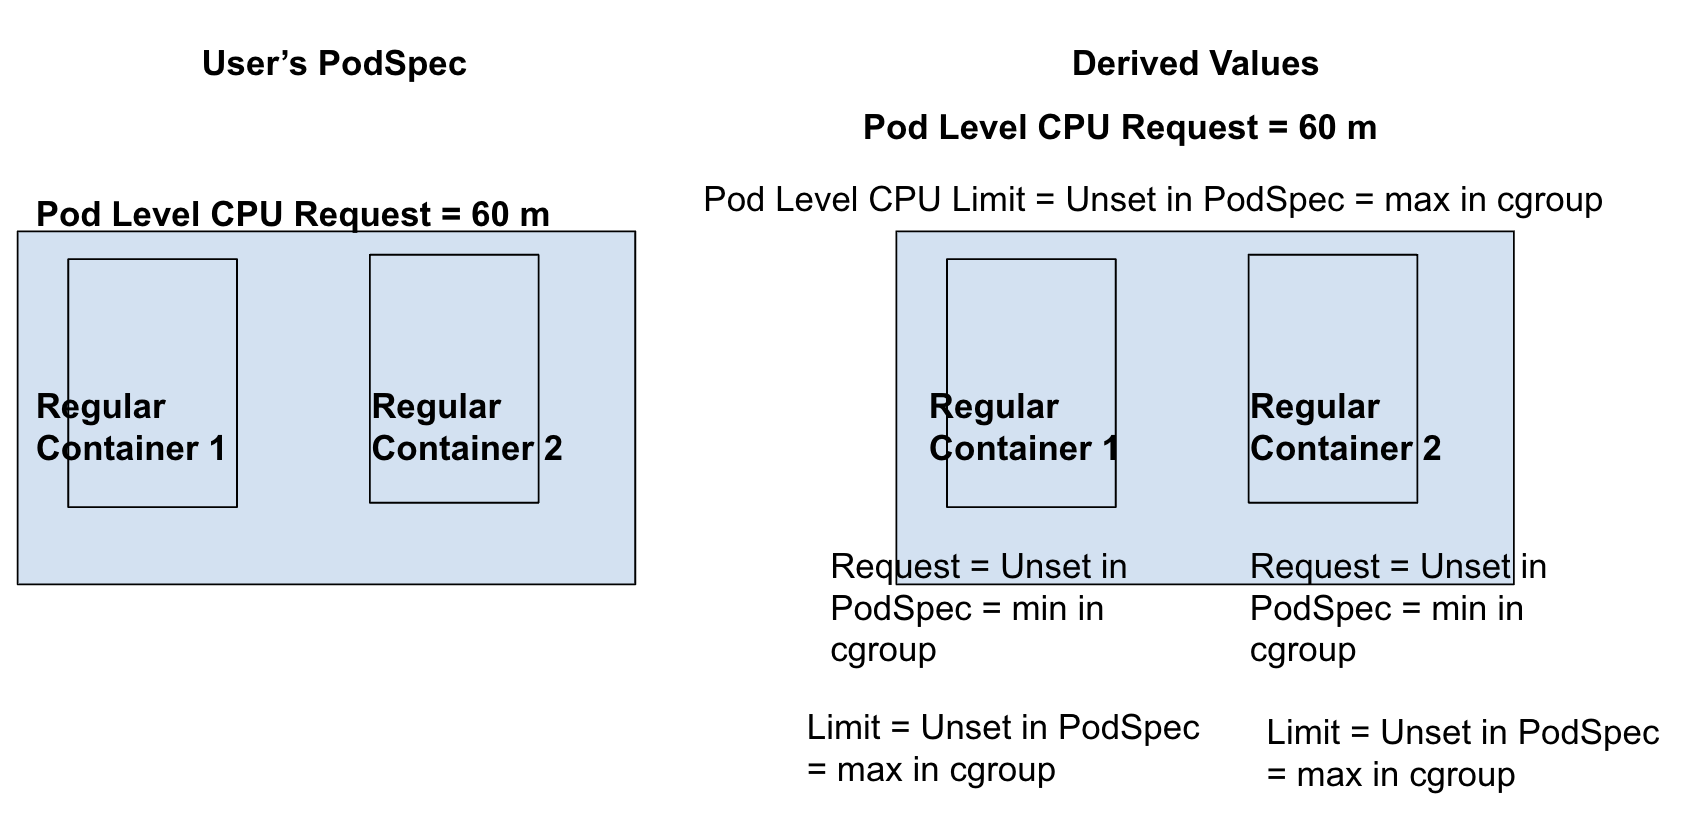 User’s PodSpec
Pod Level CPU Request = 60 m
Regular
Container 1
Regular
Container 2
Derived Values
Pod Level CPU Request = 60 m
Pod Level CPU Limit = Unset in PodSpec = max in cgroup
Regular
Container 1
Regular
Container 2
Request = Unset in
PodSpec = min in
cgroup
Request = Unset in
PodSpec = min in
cgroup
Limit = Unset in PodSpec
= max in cgroup
Limit = Unset in PodSpec
= max in cgroup